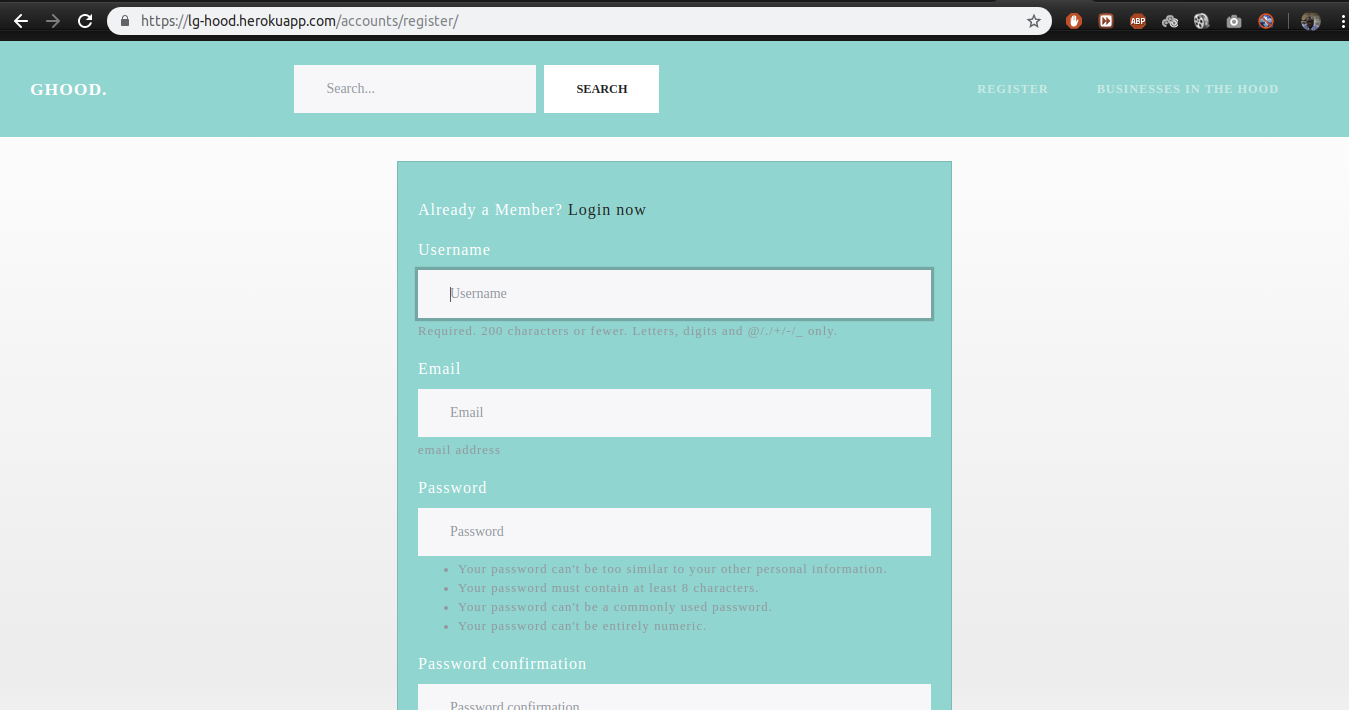 https://lg-hood.herokuapp.com/accounts/register/
ABP
GHOOD.
Search...
SEARCH
REGISTER
BUSINESSES IN THE HOOD
Already a Member? Login now
Username
Username
Required. 200 characters or fewer. Letters, digits and @/./+/-/_ only.
Email
Email
email address
Password
Password
Your password can't be too similar to your other personal information.
Your password must contain at least 8 characters.
Your password can't be a commonly used password.
Your password can't be entirely numeric.
Password confirmation
Password confirmation